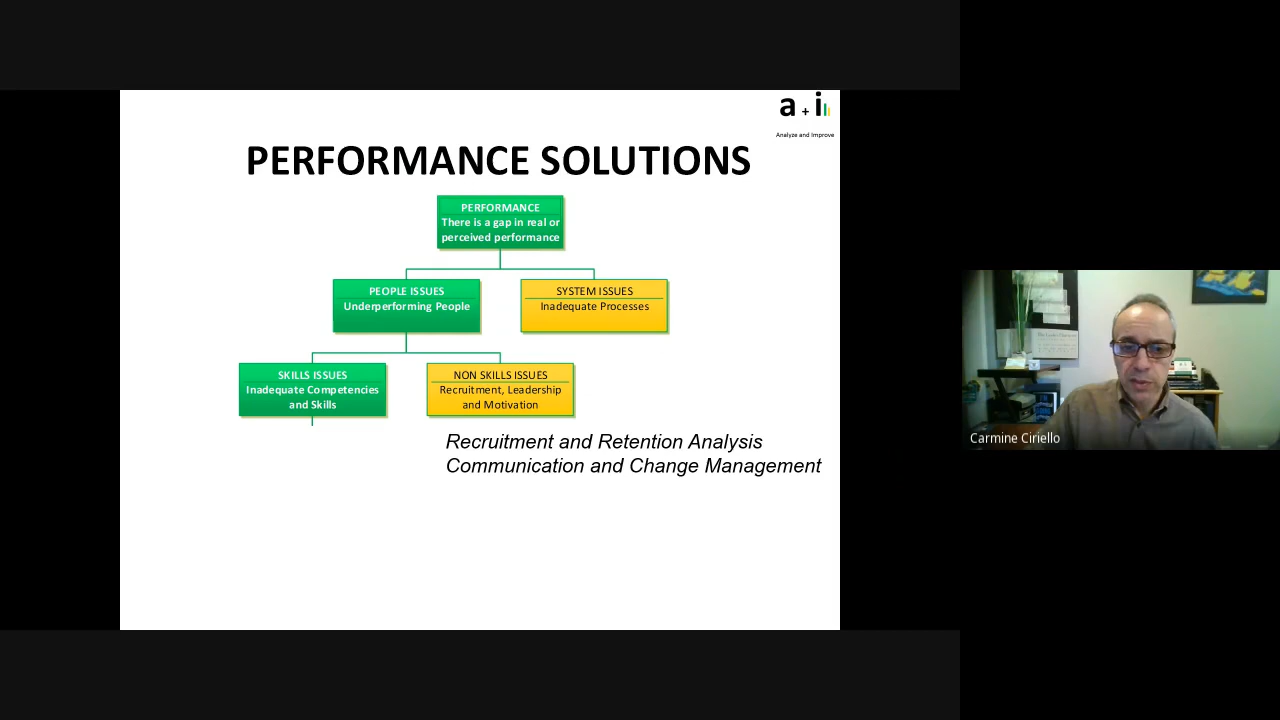 a + i
Analyze and Improve
PERFORMANCE SOLUTIONS
PERFORMANCE
There is a gap in real or
perceived performance
PEOPLE ISSUES
Underperforming People
SYSTEM ISSUES
Inadequate Processes
SKILLS ISSUES
Inadequate Competencies
and Skills
NON SKILLS ISSUES
Recruitment, Leadership
and Motivation
Recruitment and Retention Analysis
Communication and Change Management
Carmine Ciriello